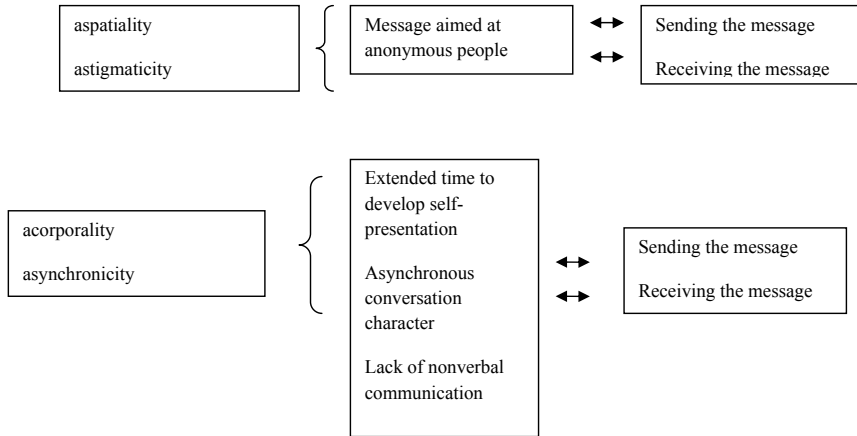 aspatiality
astigmaticity
Message aimed at
anonymous people
Sending the message
Receiving the message
acorporality
asynchronicity
Extended time to
develop self-
presentation
Asynchronous
conversation
character
Lack of nonverbal
communication
Sending the message
Receiving the message